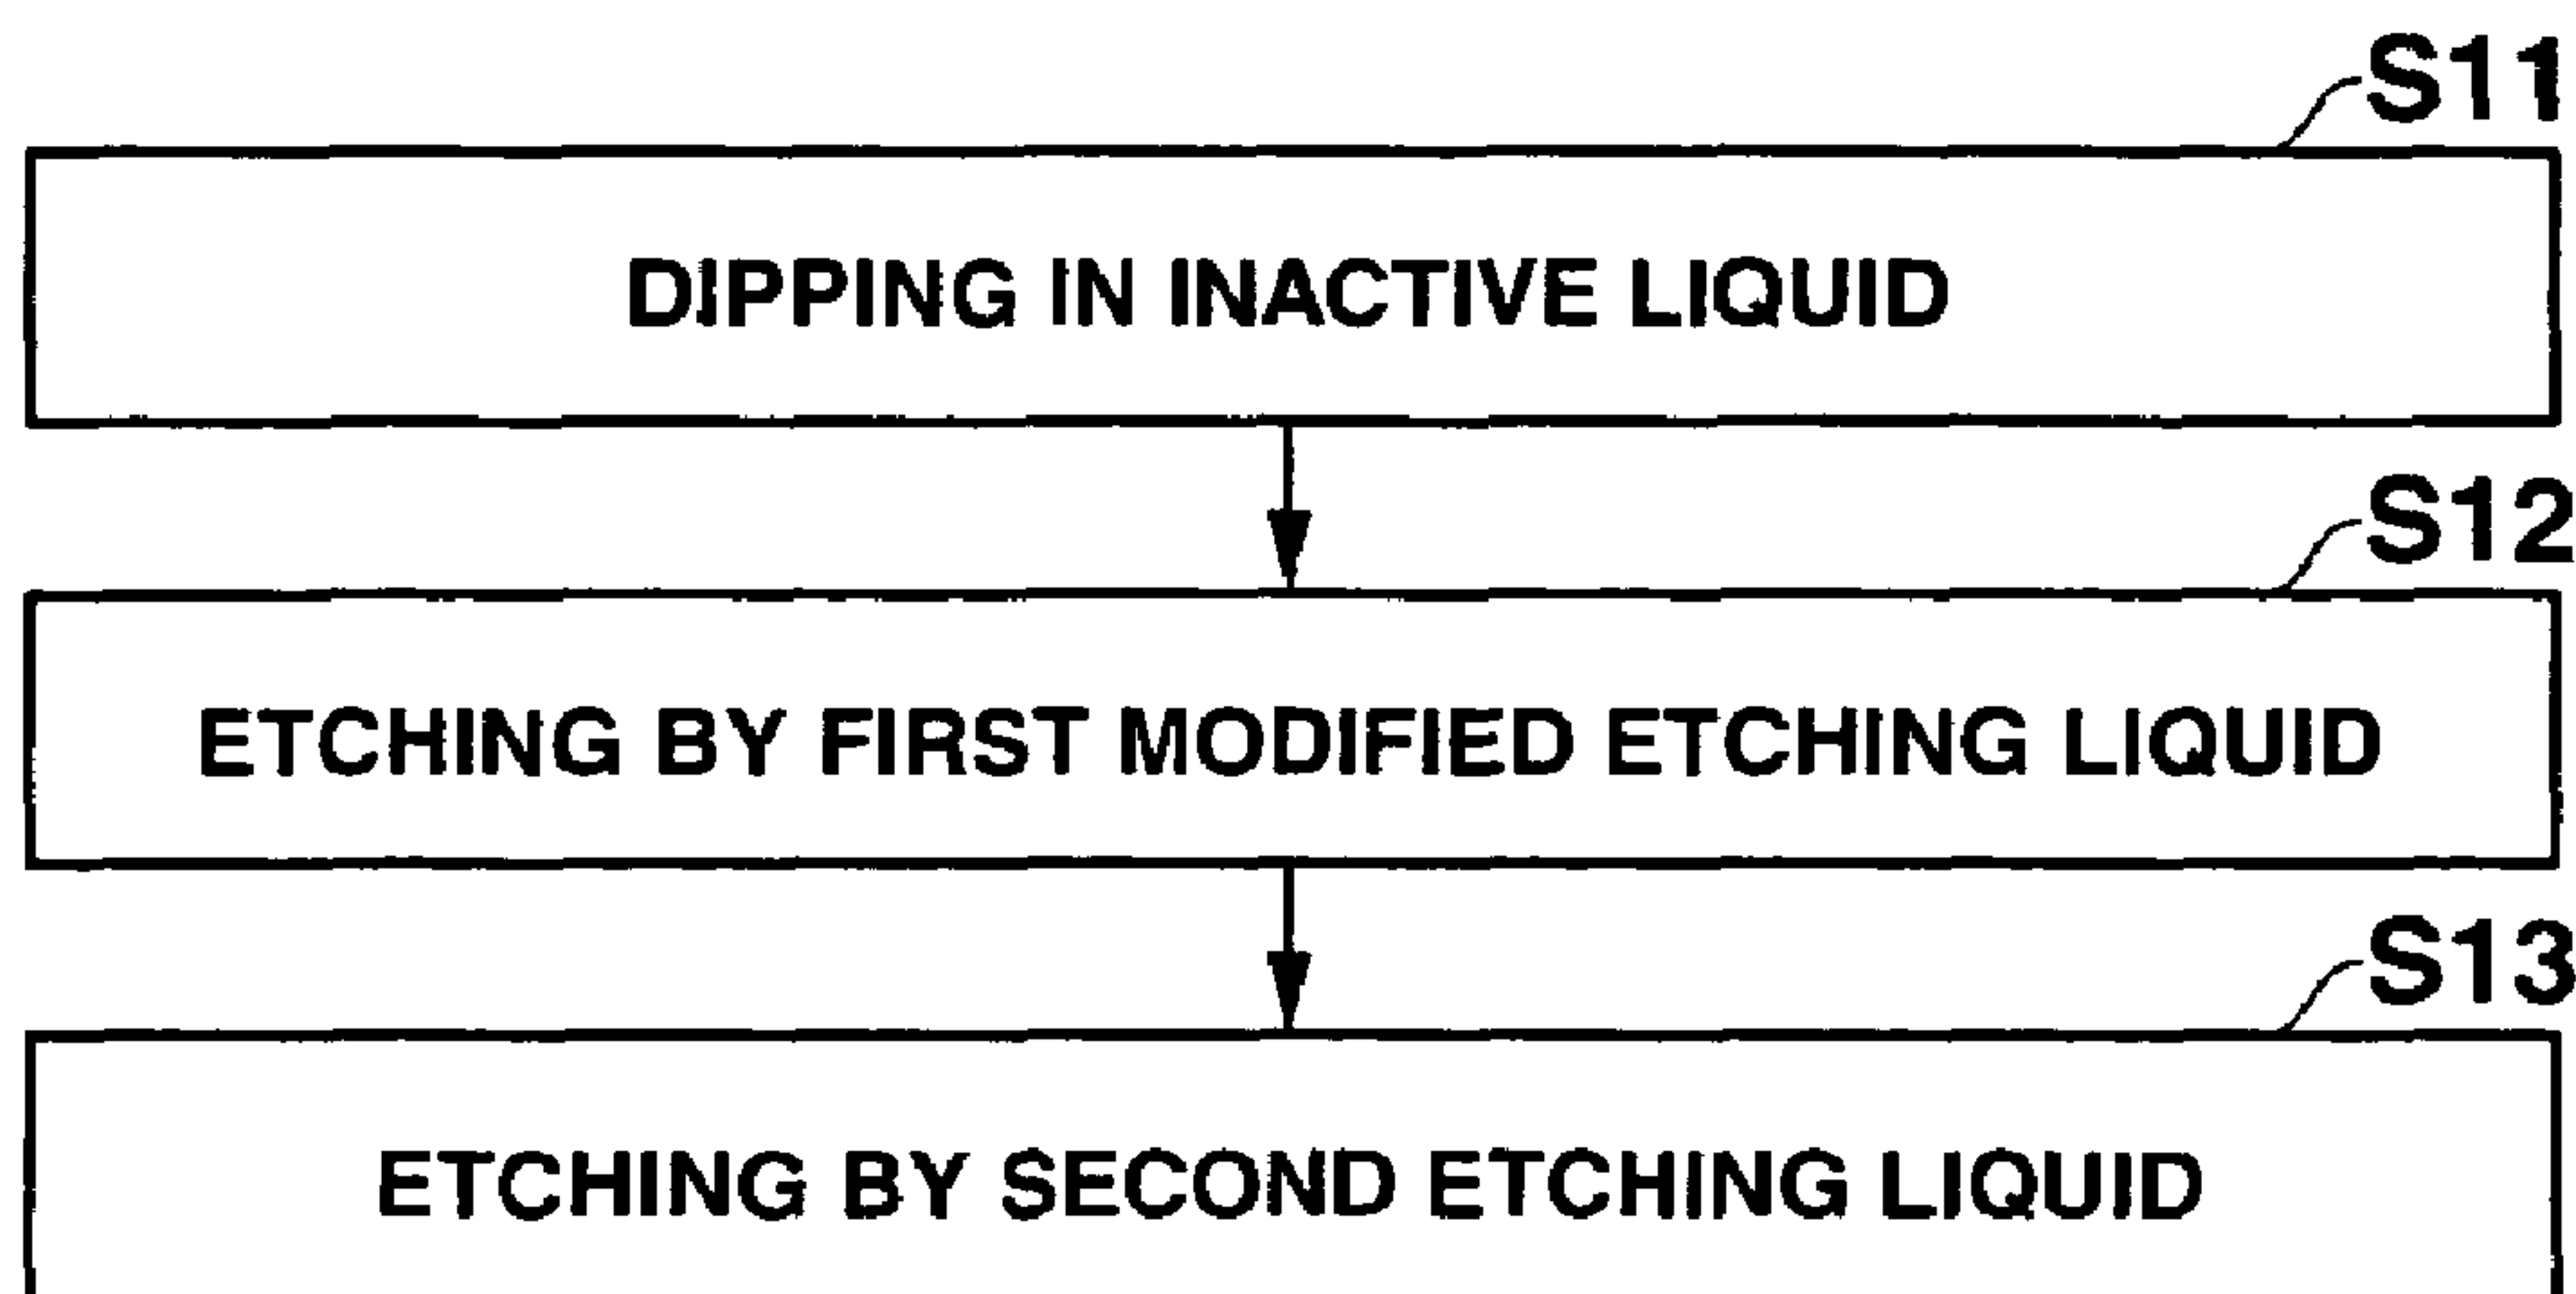 S11
DIPPING IN INACTIVE LIQUID
S12
ETCHING BY FIRST MODIFIED ETCHING LIQUID
S13
ETCHING BY SECOND ETCHING LIQUID